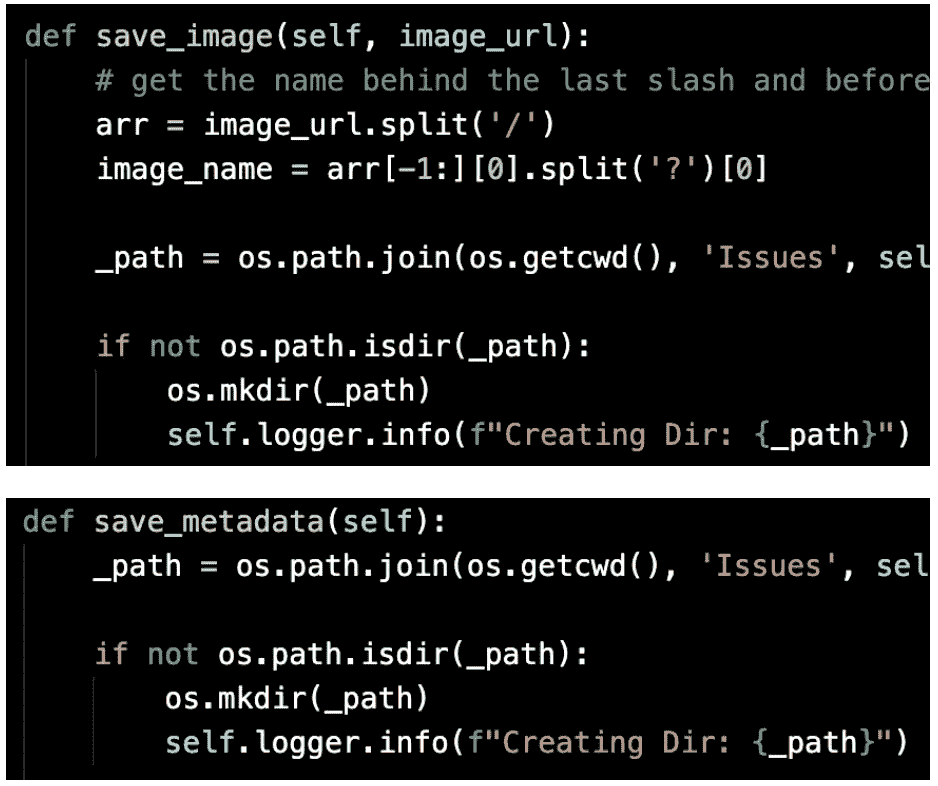 def save_image(self, image_url):
# get the name behind the last slash and before
arr = image_url.split('/')
image_name = arr[-1:][0].split('?')[0]
_path = os.path.join(os.getcwd(), 'Issues', sel
if not os.path.isdir(_path):
os.mkdir(_path)
self.logger.info(f"Creating Dir: {_path}")
def save_metadata(self):
_path = os.path.join(os.getcwd(), 'Issues', sel
if not os.path.isdir(_path):
os.mkdir(_path)
self.logger.info(f"Creating Dir: {_path}")